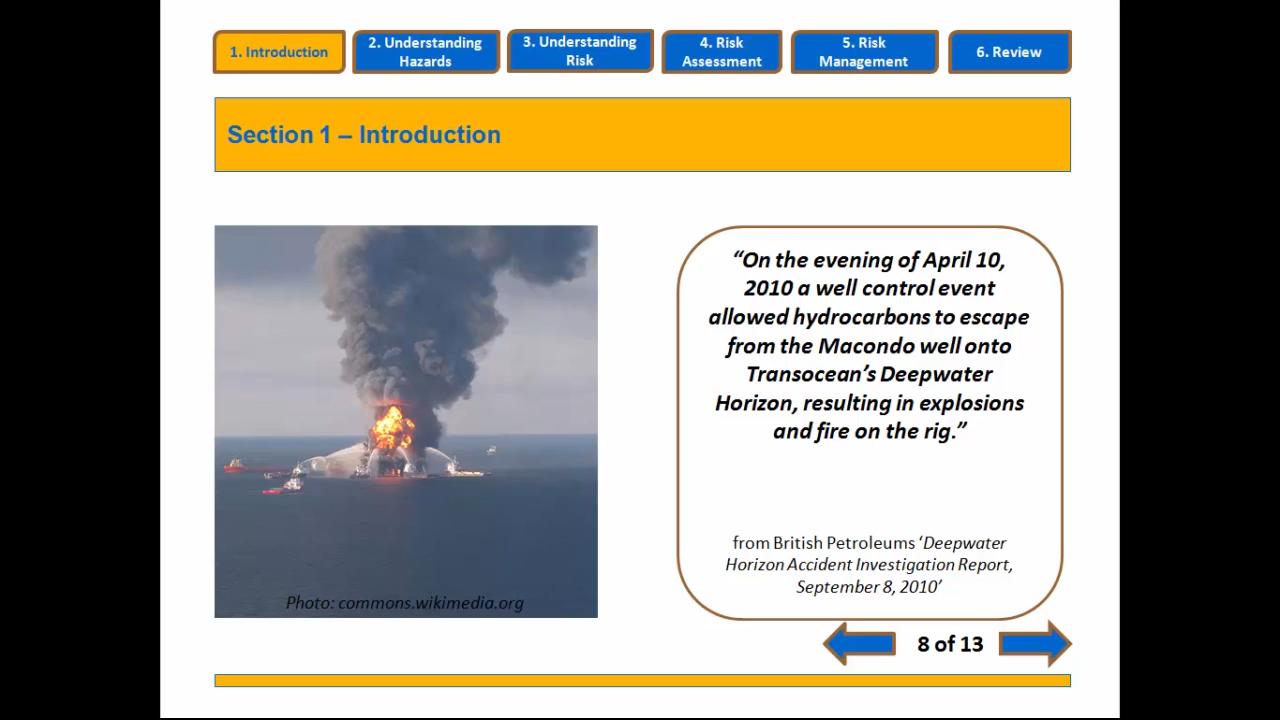 1. Introduction
2. Understanding
Hazards
3. Understanding
Risk
4. Risk
Assessment
5. Risk
Management
6. Review
Section 1 – Introduction
“On the evening of April 10,
2010 a well control event
allowed hydrocarbons to escape
from the Macondo well onto
Transocean’s Deepwater
Horizon, resulting in explosions
and fire on the rig.”
from British Petroleums ‘Deepwater
Horizon Accident Investigation Report,
September 8, 2010’
Photo: commons.wikimedia.org
8 of 13